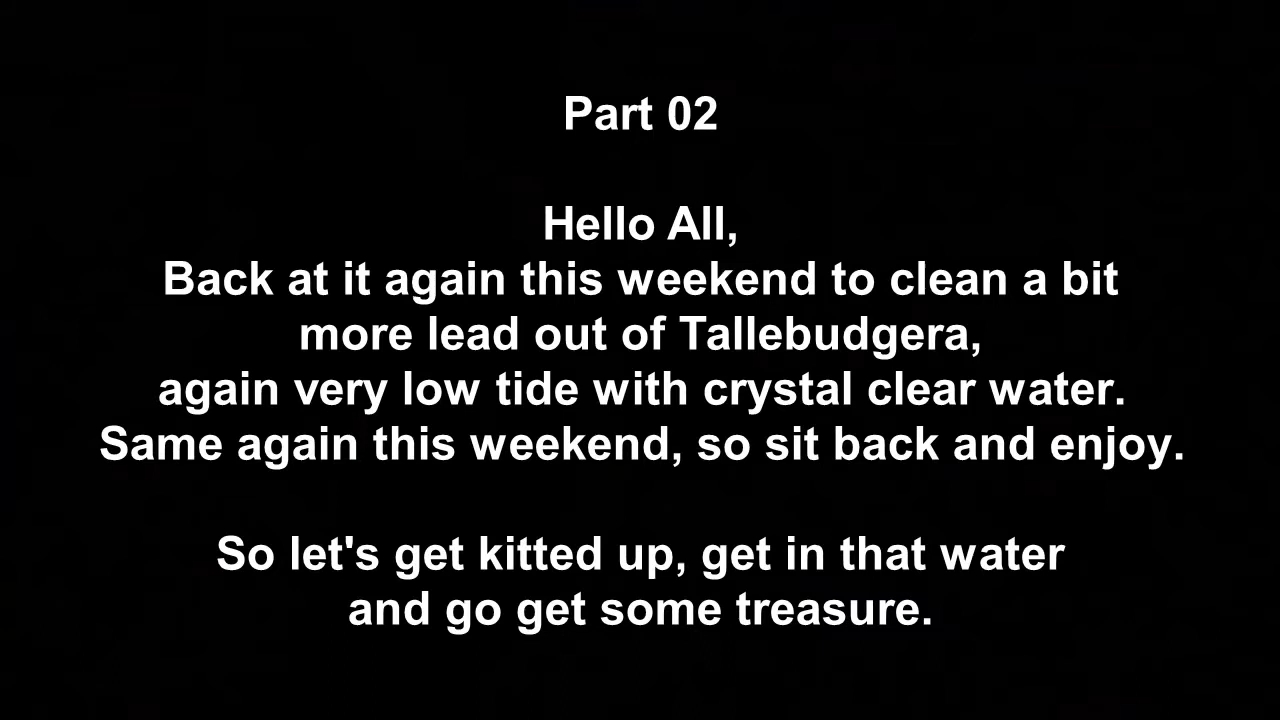 Part 02
Hello All,
Back at it again this weekend to clean a bit
more lead out of Tallebudgera,
again very low tide with crystal clear water.
Same again this weekend, so sit back and enjoy.
So let's get kitted up, get in that water
and go get some treasure.